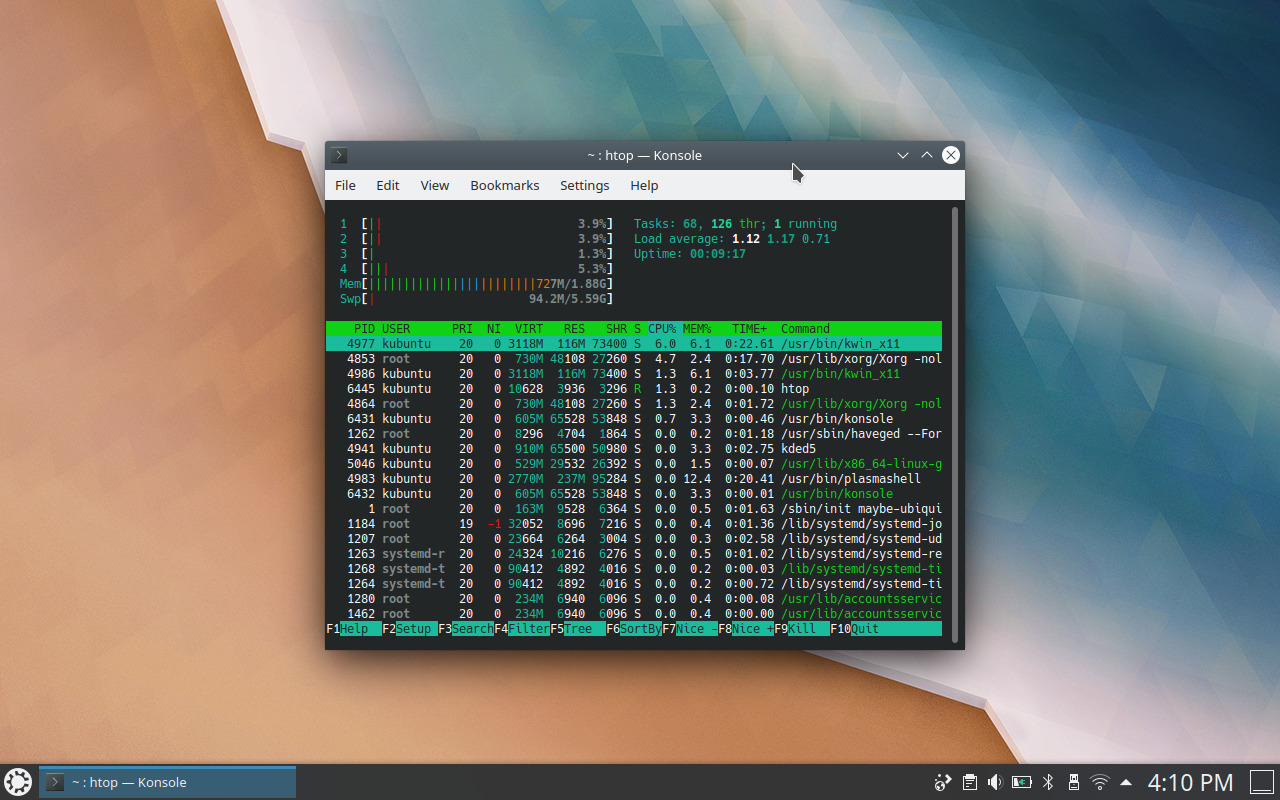 ~ : htop — Konsole
File Edit View Bookmarks Settings Help
1 [|| 3.9%] Tasks: 68, 126 thr; 1 running
2 [|| 3.9%] Load average: 1.12 1.17 0.71
3 [| 1.3%] Uptime: 00:09:17
4 [||| 5.3%]
Mem[||||||||||||||||||||||||727M/1.88G]
Swp[| 94.2M/5.59G]
PID USER PRI NI VIRT RES SHR S CPU% MEM% TIME+ Command
4977 kubuntu 20 0 3118M 116M 73400 S 6.0 6.1 0:22.61 /usr/bin/kwin_x11
4853 root 20 0 730M 48108 27260 S 4.7 2.4 0:17.70 /usr/lib/xorg/Xorg -nol
4986 kubuntu 20 0 3118M 116M 73400 S 1.3 6.1 0:03.77 /usr/bin/kwin_x11
6445 kubuntu 20 0 10628 3936 3296 R 1.3 0.2 0:00.10 htop
4864 root 20 0 730M 48108 27260 S 1.3 2.4 0:01.72 /usr/lib/xorg/Xorg -nol
6431 kubuntu 20 0 605M 65528 53848 S 0.7 3.3 0:00.46 /usr/bin/konsole
1262 root 20 0 8296 4704 1864 S 0.0 0.2 0:01.18 /usr/sbin/haveged --For
4941 kubuntu 20 0 910M 65500 50980 S 0.0 3.3 0:02.75 kded5
5046 kubuntu 20 0 529M 29532 26392 S 0.0 1.5 0:00.07 /usr/lib/x86_64-linux-g
4983 kubuntu 20 0 2770M 237M 95284 S 0.0 12.4 0:20.41 /usr/bin/plasmashell
6432 kubuntu 20 0 605M 65528 53848 S 0.0 3.3 0:00.01 /usr/bin/konsole
1 root 20 0 163M 9528 6364 S 0.0 0.5 0:01.63 /sbin/init maybe-ubiqui
1184 root 19 -1 32052 8696 7216 S 0.0 0.4 0:01.36 /lib/systemd/systemd-jo
1207 root 20 0 23664 6264 3004 S 0.0 0.3 0:02.58 /lib/systemd/systemd-ud
1263 systemd-r 20 0 24324 10216 6276 S 0.0 0.5 0:01.02 /lib/systemd/systemd-re
1268 systemd-t 20 0 90412 4892 4016 S 0.0 0.2 0:00.03 /lib/systemd/systemd-ti
1264 systemd-t 20 0 90412 4892 4016 S 0.0 0.2 0:00.72 /lib/systemd/systemd-ti
1280 root 20 0 234M 6940 6096 S 0.0 0.4 0:00.08 /usr/lib/accountsservic
1462 root 20 0 234M 6940 6096 S 0.0 0.4 0:00.00 /usr/lib/accountsservic
F1Help F2Setup F3SearchF4FilterF5Tree F6SortByF7Nice -F8Nice +F9Kill F10Quit
~ : htop — Konsole
4:10 PM